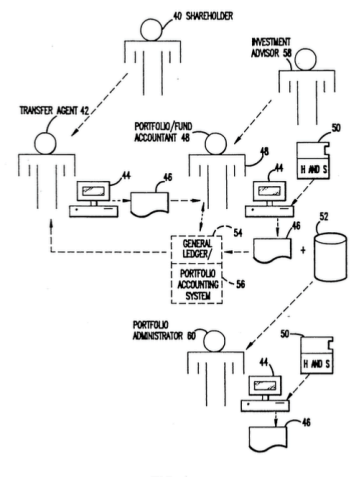 40 SHAREHOLDER
INVESTMENT
ADVISOR 58
TRANSFER AGENT 42
PORTFOLIO/FUND
ACCOUNTANT 48
50
44
46
48
44
H AND S
46
52
54
GENERAL
LEDGER/
+
PORTFOLIO
ACCOUNTING
SYSTEM
56
PORTFOLIO
ADMINISTRATOR 60
50
44
H AND S
46